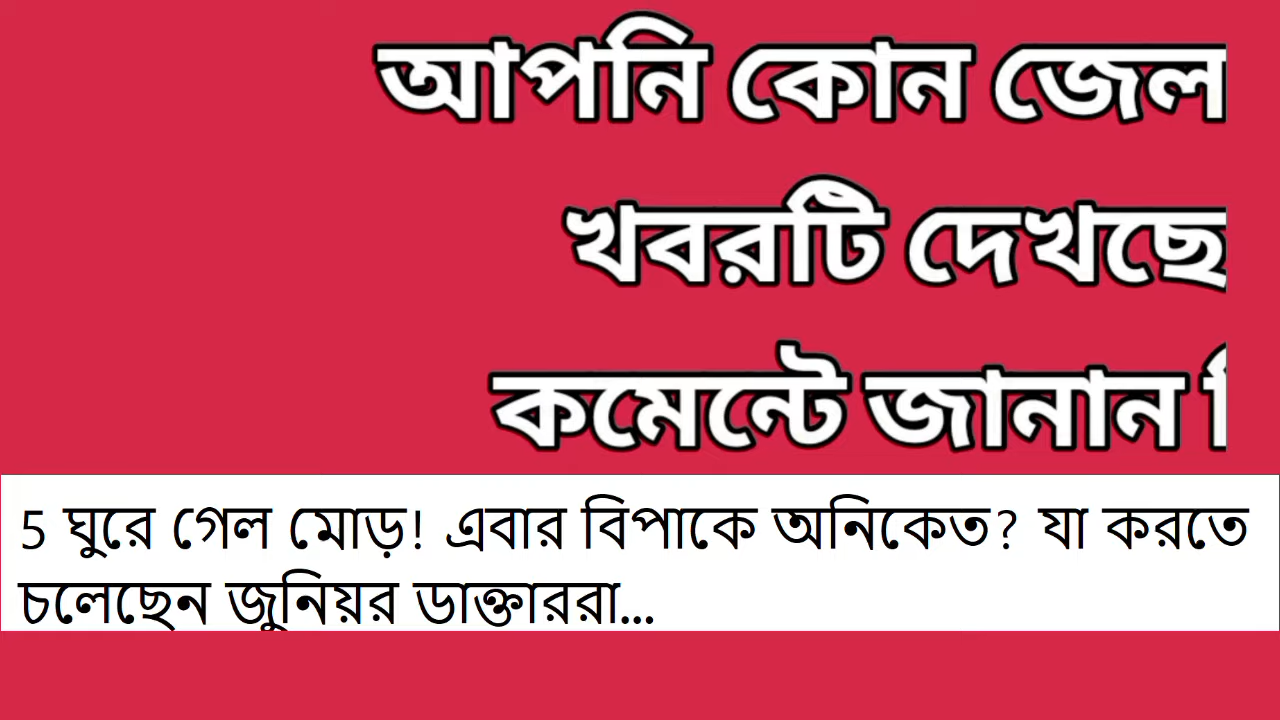 আপনি কোন জেল
খবরটি দেখছে
কমেন্টে জানান
5 ঘুরে গেল মোড়! এবার বিপাকে অনিকেত? যা করতে
চলেছেন জুনিয়র ডাক্তাররা...